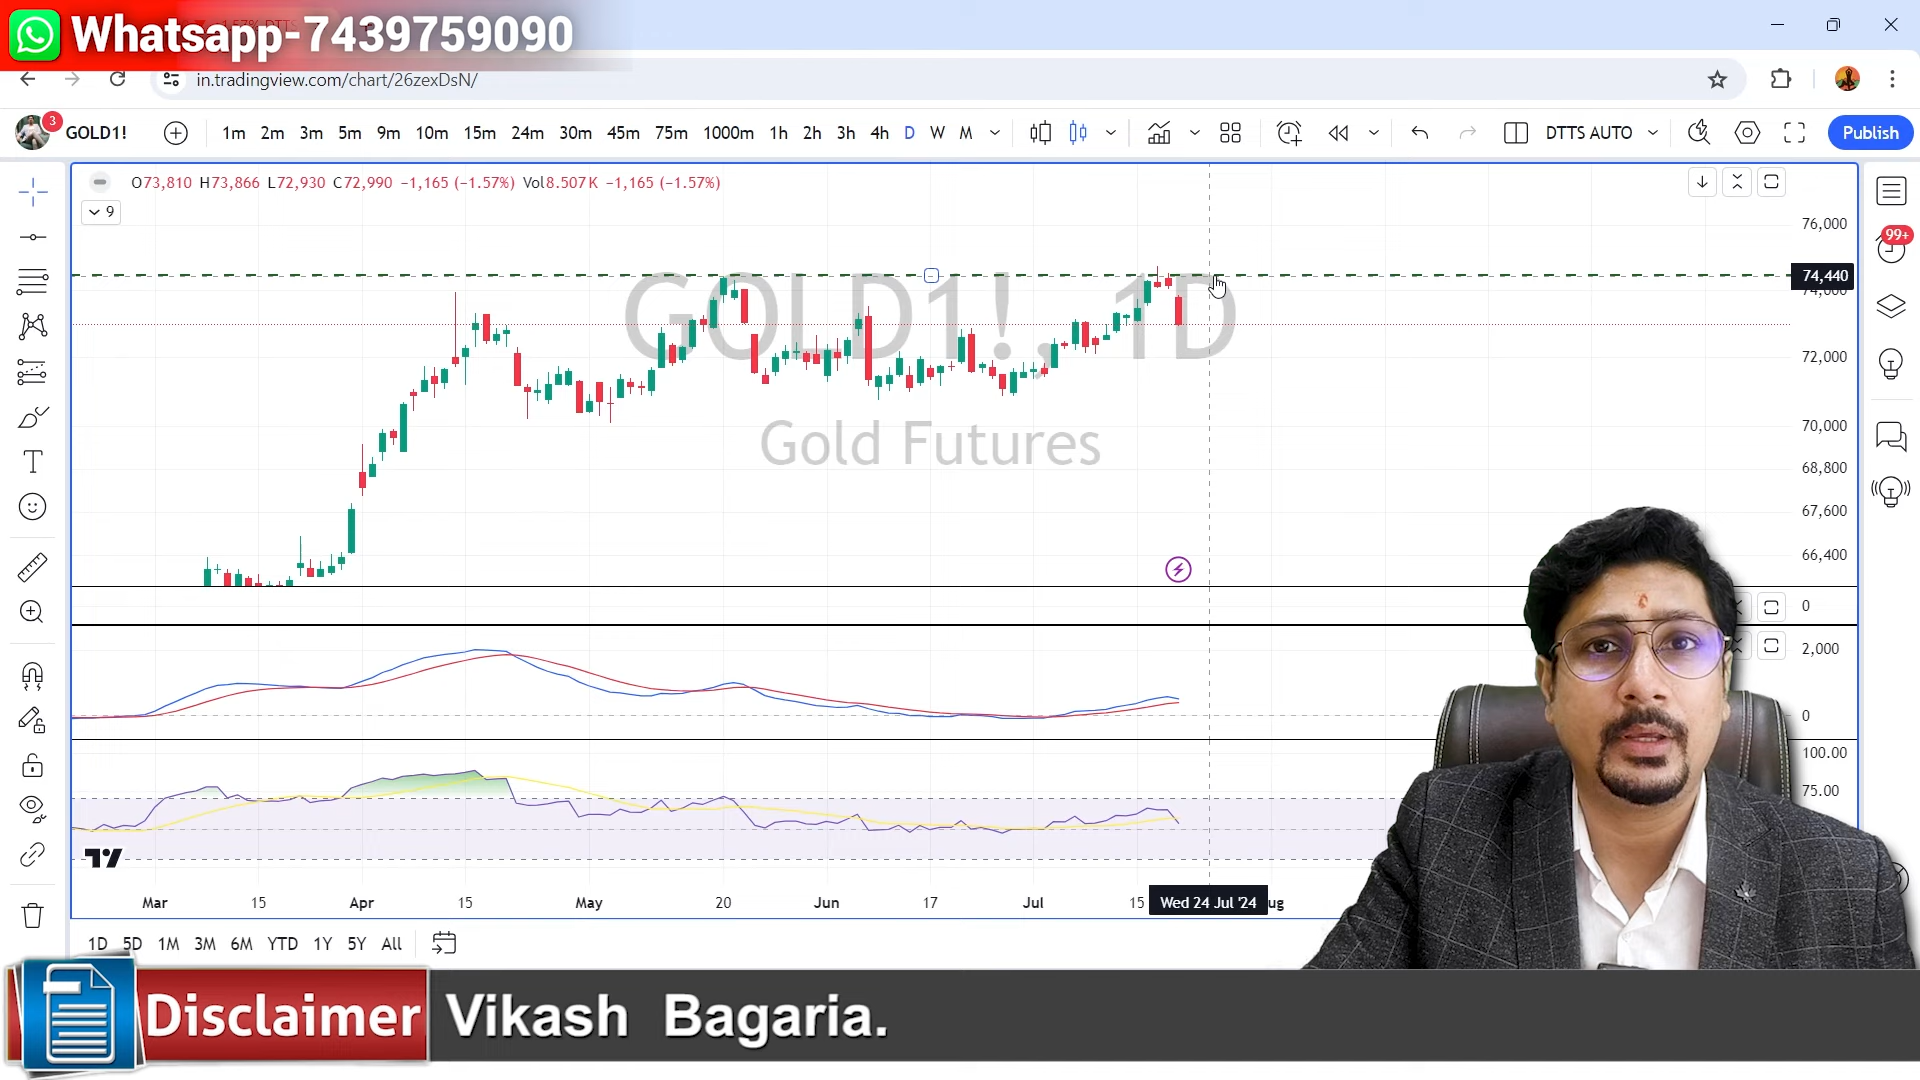 Whatsapp-7439759090
in.tradingview.com/chart/26zexDsN/
3 GOLD1! 1m 2m 3m 5m 9m 10m 15m 24m 30m 45m 75m 1000m 1h 2h 3h 4h D W M DTTS AUTO Publish
O73,810 H73,866 L72,930 C72,990 −1,165 (−1.57%) Vol8.507K −1,165 (−1.57%)
9
99+
76,000
74,440
74,000
72,000
70,000
68,800
67,600
66,400
GOLD1!, 1D
Gold Futures
0
2,000
0
100.00
75.00
Mar 15 Apr 15 May 20 Jun 17 Jul 15 Wed 24 Jul '24 ug
1D 5D 1M 3M 6M YTD 1Y 5Y All
Disclaimer Vikash Bagaria.